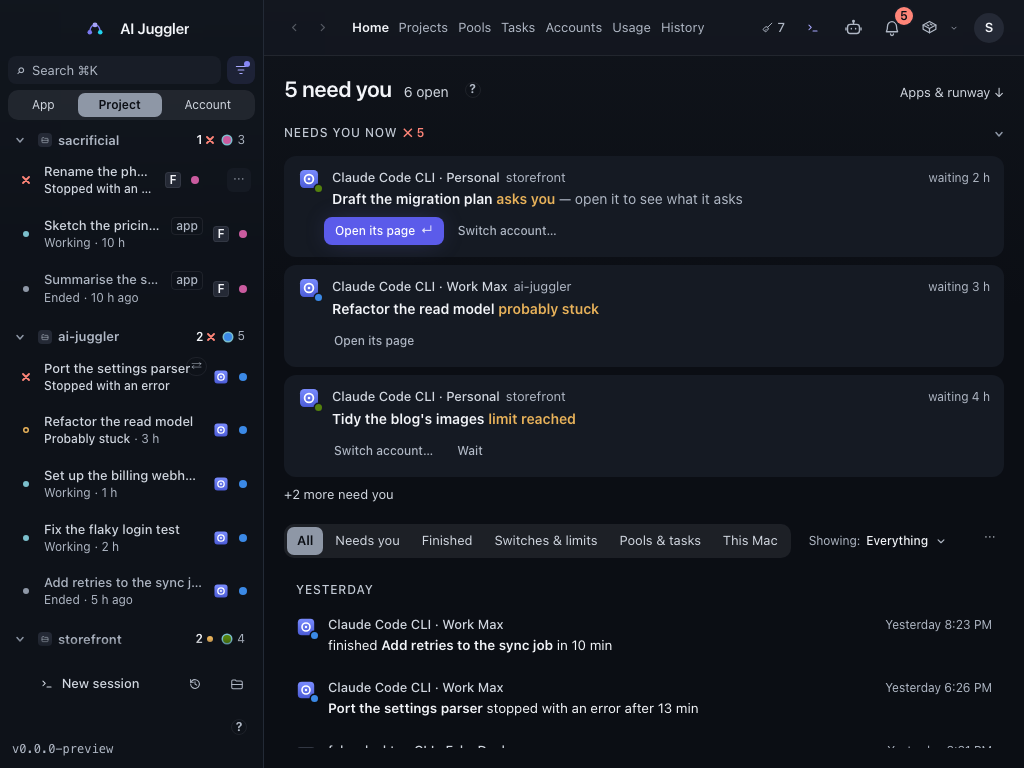 AI Juggler
Search ⌘K
App Project Account
sacrificial 1 3
Rename the ph...
Stopped with an ...
F
Sketch the pricin... app
Working · 10 h
F
Summarise the s... app
Ended · 10 h ago
F
ai-juggler 2 5
Port the settings parser
Stopped with an error
Refactor the read model
Probably stuck · 3 h
Set up the billing webh...
Working · 1 h
Fix the flaky login test
Working · 2 h
Add retries to the sync j...
Ended · 5 h ago
storefront 2 4
New session
?
v0.0.0-preview
Home Projects Pools Tasks Accounts Usage History 7 5 S
5 need you 6 open ? Apps & runway ↓
NEEDS YOU NOW 5
Claude Code CLI · Personal storefront waiting 2 h
Draft the migration plan asks you — open it to see what it asks
Open its page ↵ Switch account...
Claude Code CLI · Work Max ai-juggler waiting 3 h
Refactor the read model probably stuck
Open its page
Claude Code CLI · Personal storefront waiting 4 h
Tidy the blog's images limit reached
Switch account... Wait
+2 more need you
All Needs you Finished Switches & limits Pools & tasks This Mac Showing: Everything ...
YESTERDAY
Claude Code CLI · Work Max Yesterday 8:23 PM
finished Add retries to the sync job in 10 min
Claude Code CLI · Work Max Yesterday 6:26 PM
Port the settings parser stopped with an error after 13 min